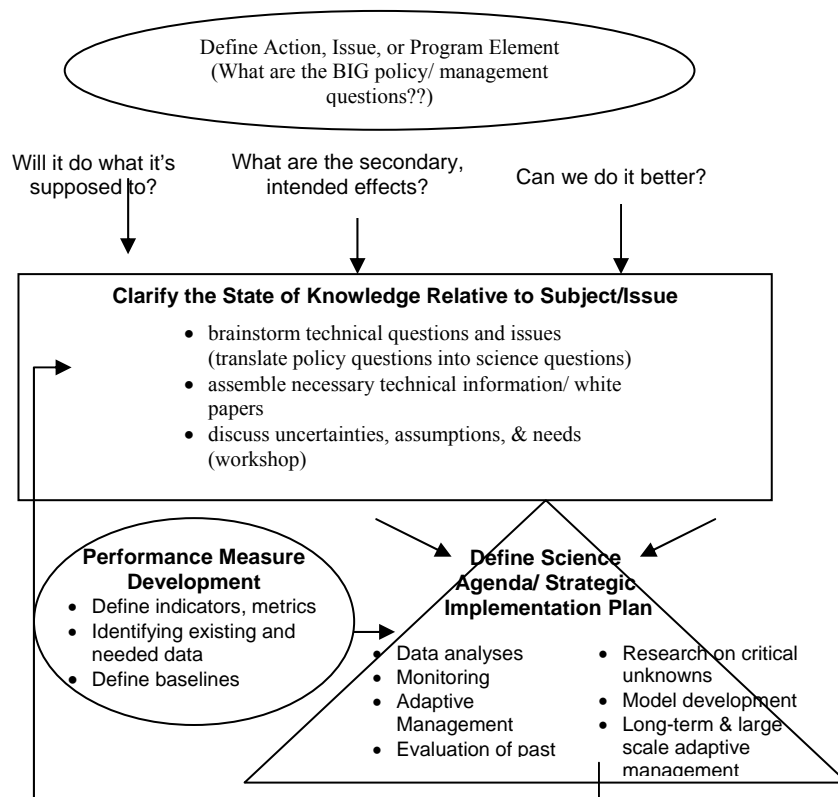 Define Action, Issue, or Program Element
(What are the BIG policy/ management
questions??)
Will it do what it's
supposed to?
What are the secondary,
intended effects?
Can we do it better?
Clarify the State of Knowledge Relative to Subject/Issue
• brainstorm technical questions and issues
(translate policy questions into science questions)
• assemble necessary technical information/ white
papers
• discuss uncertainties, assumptions, & needs
(workshop)
Performance Measure
Development
• Define indicators, metrics
• Identifying existing and
needed data
• Define baselines
Define Science
Agenda/ Strategic
Implementation Plan
• Data analyses
• Monitoring
• Adaptive
Management
• Evaluation of past
• Research on critical
unknowns
• Model development
• Long-term & large
scale adaptive
management